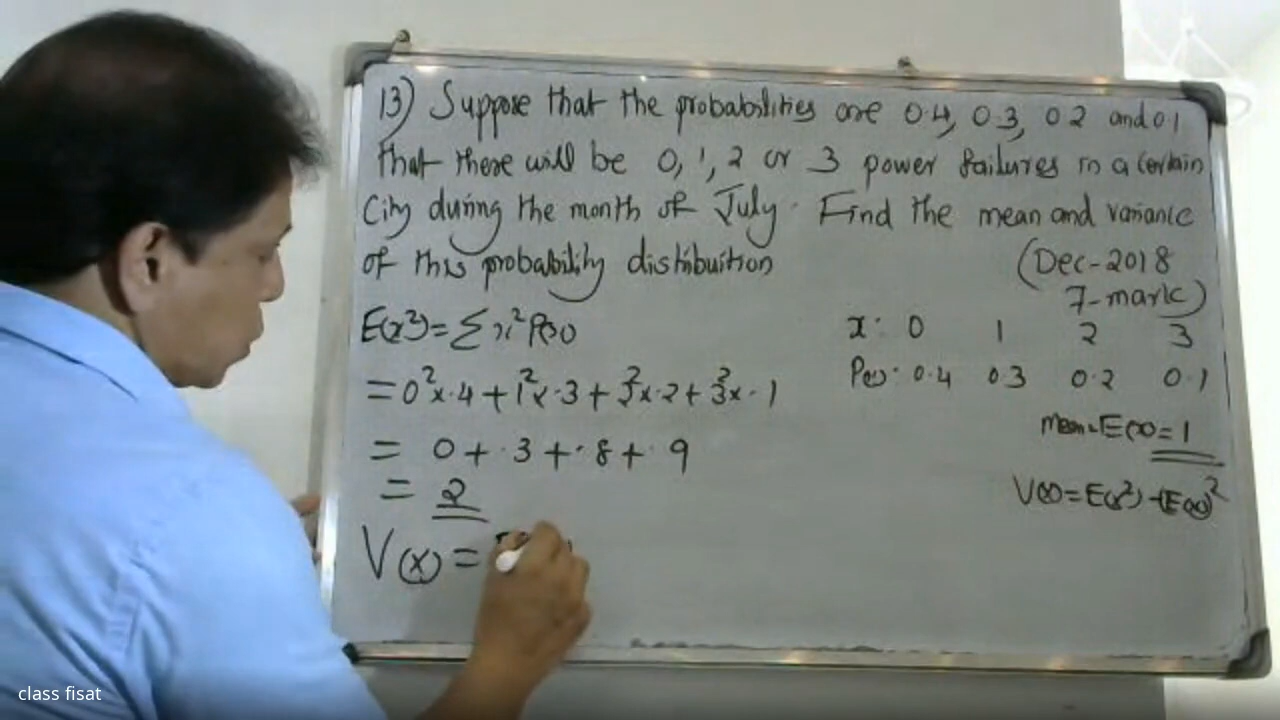 13) Suppose that the probabilities are 0.4, 0.3, 0.2 and 0.1
that there will be 0, 1, 2 or 3 power failures in a certain
City during the month of July. Find the mean and variance
of this probability distribuition
(Dec-2018
7-mark)
E(x²) = Σ x² P(x)
= 0²x.4 + 1²x.3 + 2²x.2 + 3²x.1
= 0 + .3 + .8 + .9
= 2
V(x) =
x: 0 1 2 3
P(x): 0.4 0.3 0.2 0.1
mean = E(x) = 1
V(x) = E(x²) - (E(x))²
class fisat